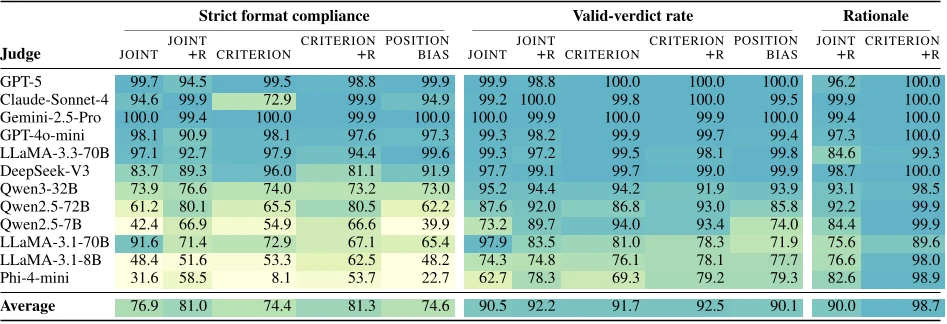 Strict format compliance Valid-verdict rate Rationale
JOINT CRITERION CRITERION POSITION JOINT CRITERION POSITION JOINT CRITERION
Judge JOINT +R CRITERION +R BIAS JOINT +R CRITERION +R BIAS +R +R
GPT-5 99.7 94.5 99.5 98.8 99.9 99.9 98.8 100.0 100.0 100.0 96.2 100.0
Claude-Sonnet-4 94.6 99.9 72.9 99.9 94.9 99.2 100.0 99.8 100.0 99.5 99.9 100.0
Gemini-2.5-Pro 100.0 99.4 100.0 99.9 100.0 100.0 99.9 100.0 99.9 100.0 99.4 100.0
GPT-4o-mini 98.1 90.9 98.1 97.6 97.3 99.3 98.2 99.9 99.7 99.4 97.3 100.0
LLaMA-3.3-70B 97.1 92.7 97.9 94.4 99.6 99.3 97.2 99.5 98.1 99.8 84.6 99.3
DeepSeek-V3 83.7 89.3 96.0 81.1 91.9 97.7 99.1 99.7 99.0 99.9 98.7 100.0
Qwen3-32B 73.9 76.6 74.0 73.2 73.0 95.2 94.4 94.2 91.9 93.9 93.1 98.5
Qwen2.5-72B 61.2 80.1 65.5 80.5 62.2 87.6 92.0 86.8 93.0 85.8 92.2 99.9
Qwen2.5-7B 42.4 66.9 54.9 66.6 39.9 73.2 89.7 94.0 93.4 74.0 84.4 99.9
LLaMA-3.1-70B 91.6 71.4 72.9 67.1 65.4 97.9 83.5 81.0 78.3 71.9 75.6 89.6
LLaMA-3.1-8B 48.4 51.6 53.3 62.5 48.2 74.3 74.8 76.1 78.1 77.7 76.6 98.0
Phi-4-mini 31.6 58.5 8.1 53.7 22.7 62.7 78.3 69.3 79.2 79.3 82.6 98.9
Average 76.9 81.0 74.4 81.3 74.6 90.5 92.2 91.7 92.5 90.1 90.0 98.7